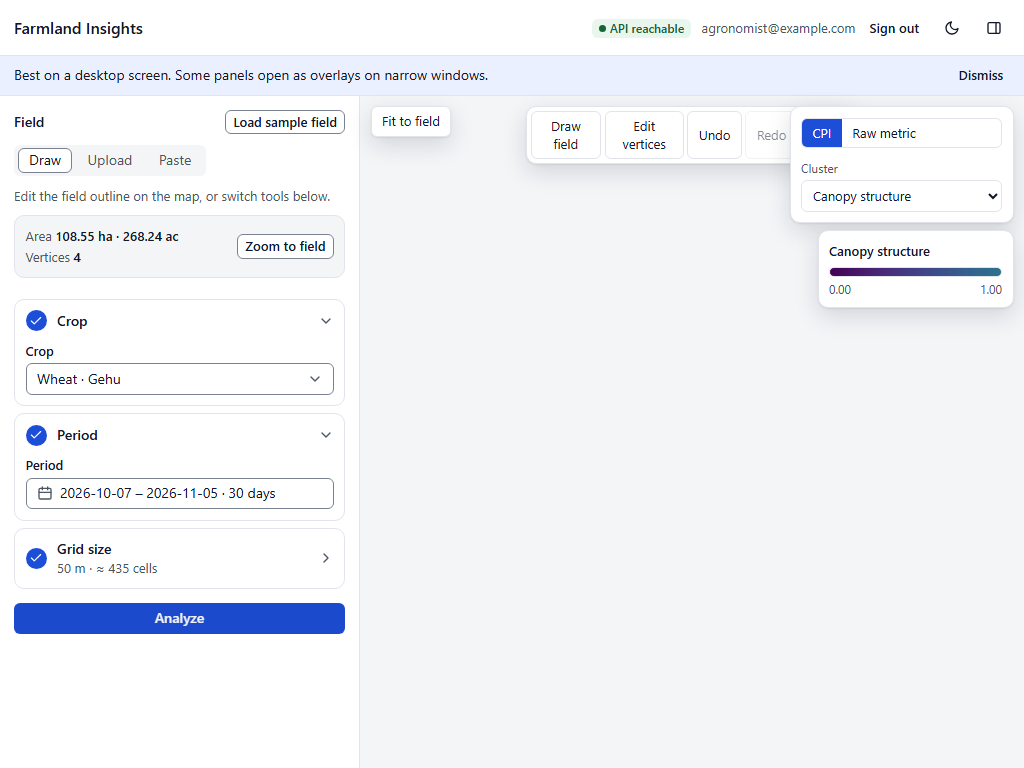 Farmland Insights
API reachable
agronomist@example.com
Sign out
Best on a desktop screen. Some panels open as overlays on narrow windows.
Dismiss
Field
Load sample field
Draw
Upload
Paste
Edit the field outline on the map, or switch tools below.
Area 108.55 ha · 268.24 ac
Vertices 4
Zoom to field
Crop
Crop
Wheat · Gehu
Period
Period
2026-10-07 – 2026-11-05 · 30 days
Grid size
50 m · ≈ 435 cells
Analyze
Fit to field
Draw
field
Edit
vertices
Undo
Redo
CPI
Raw metric
Cluster
Canopy structure
Canopy structure
0.00
1.00